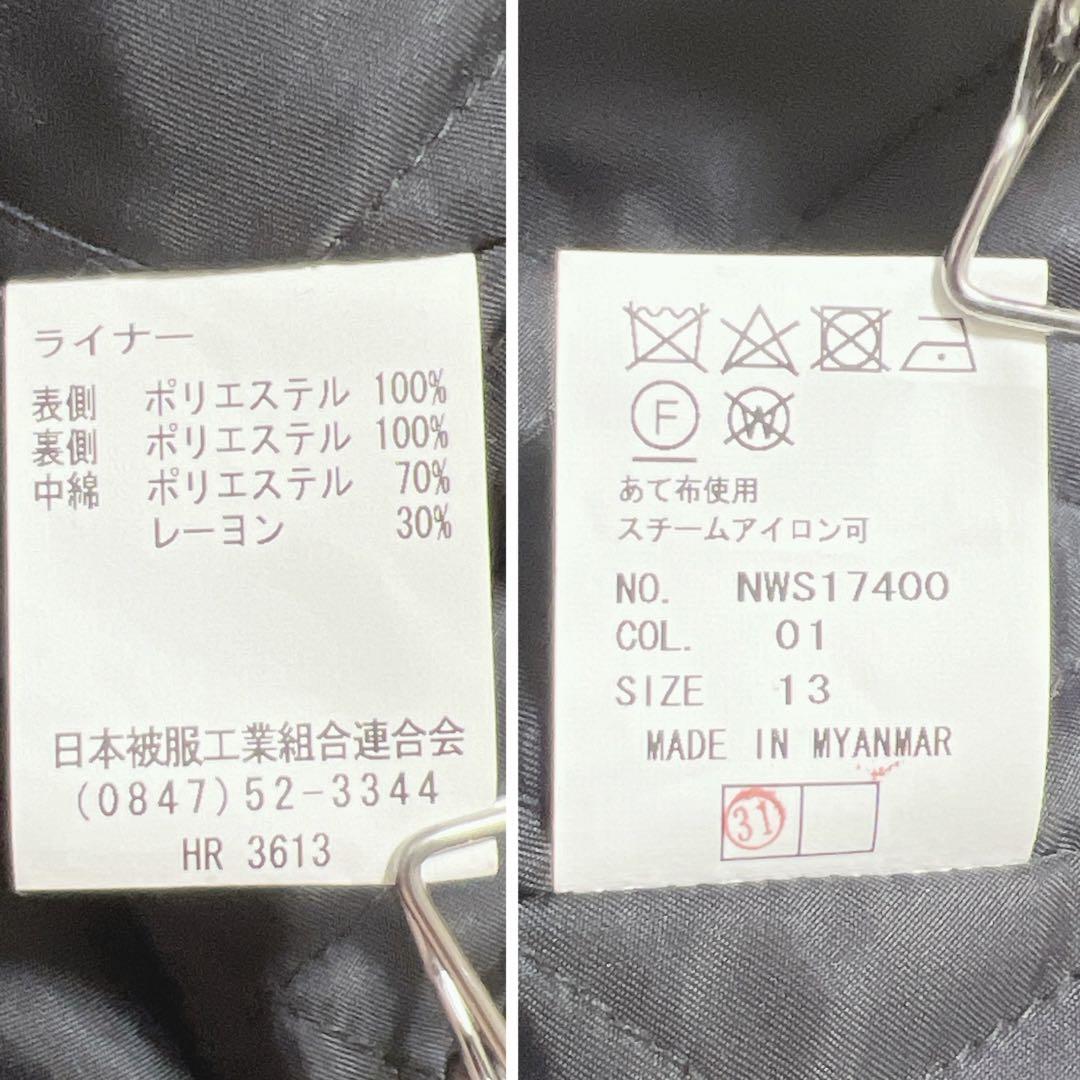 ライナー
表側 ポリエステル 100%
裏側 ポリエステル 100%
中綿 ポリエステル 70%
レーヨン 30%
日本被服工業組合連合会
(0847)52-3344
HR 3613
F W
あて布使用
スチームアイロン可
NO. NWS17400
COL. 01
SIZE 13
MADE IN MYANMAR
31